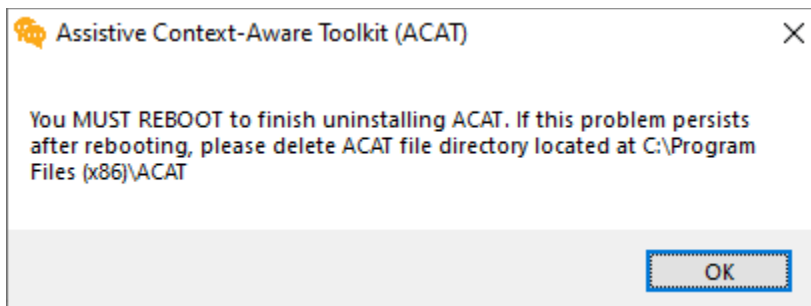 Assistive Context-Aware Toolkit (ACAT)
You MUST REBOOT to finish uninstalling ACAT. If this problem persists
after rebooting, please delete ACAT file directory located at C:\Program
Files (x86)\ACAT
OK